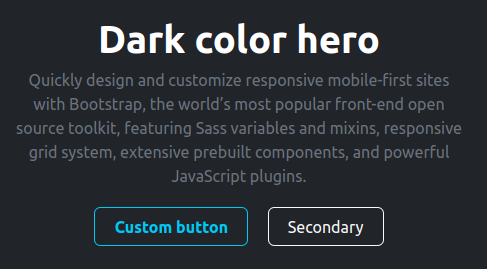 Dark color hero
Quickly design and customize responsive mobile-first sites
with Bootstrap, the world’s most popular front-end open
source toolkit, featuring Sass variables and mixins, responsive
grid system, extensive prebuilt components, and powerful
JavaScript plugins.
Custom button
Secondary